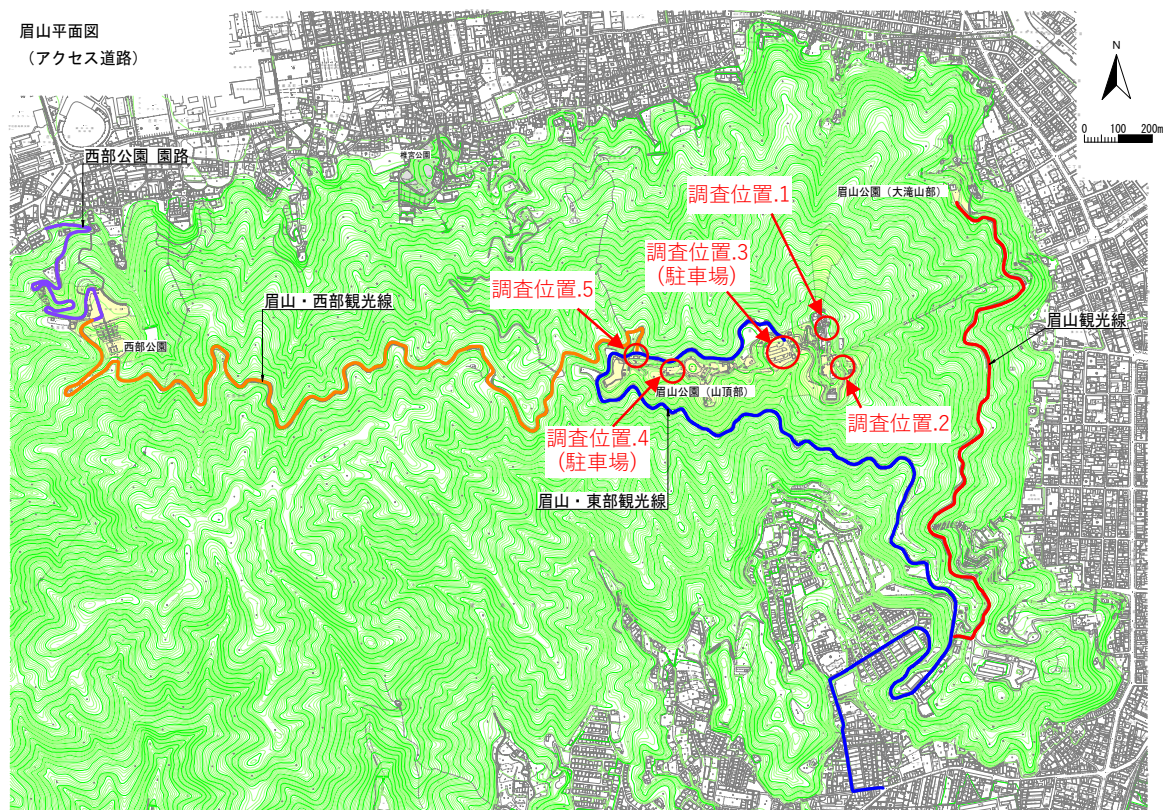 眉山平面図
（アクセス道路）
N
0 100 200m
西部公園 園路
椎宮公園
眉山公園（大滝山部）
調査位置.1
調査位置.3
(駐車場)
調査位置.5
眉山・西部観光線
眉山観光線
西部公園
眉山公園（山頂部）
調査位置.2
調査位置.4
(駐車場)
眉山・東部観光線